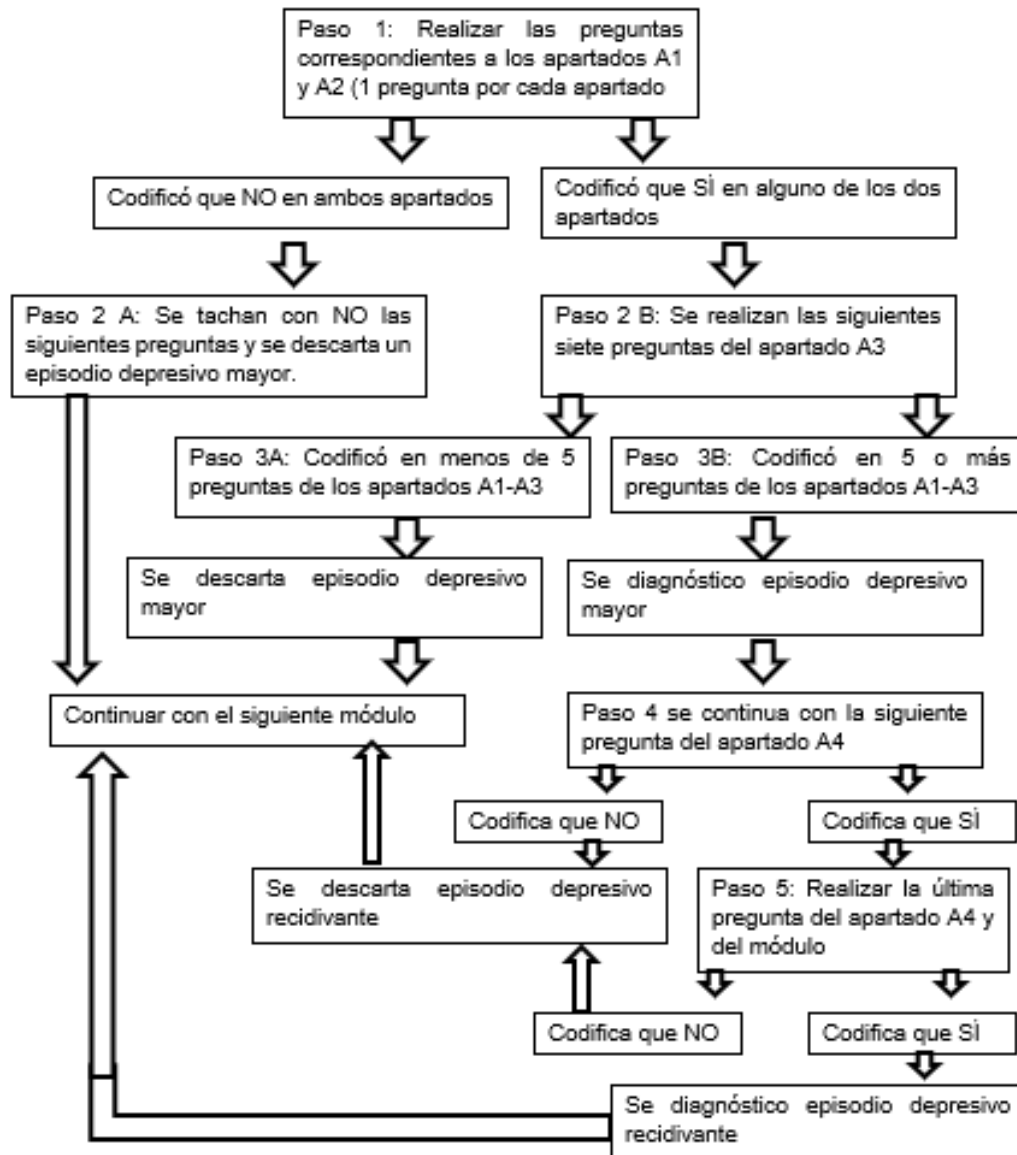 Paso 1: Realizar las preguntas
correspondientes a los apartados A1
y A2 (1 pregunta por cada apartado
Codificó que NO en ambos apartados
Codificó que SÌ en alguno de los dos
apartados
Paso 2 A: Se tachan con NO las
siguientes preguntas y se descarta un
episodio depresivo mayor.
Paso 2 B: Se realizan las siguientes
siete preguntas del apartado A3
Paso 3A: Codificó en menos de 5
preguntas de los apartados A1-A3
Paso 3B: Codificó en 5 o más
preguntas de los apartados A1-A3
Se descarta episodio depresivo
mayor
Se diagnóstico episodio depresivo
mayor
Continuar con el siguiente módulo
Paso 4 se continua con la siguiente
pregunta del apartado A4
Codifica que NO
Codifica que SÌ
Se descarta episodio depresivo
recidivante
Paso 5: Realizar la última
pregunta del apartado A4 y
del módulo
Codifica que NO
Codifica que SÌ
Se diagnóstico episodio depresivo
recidivante